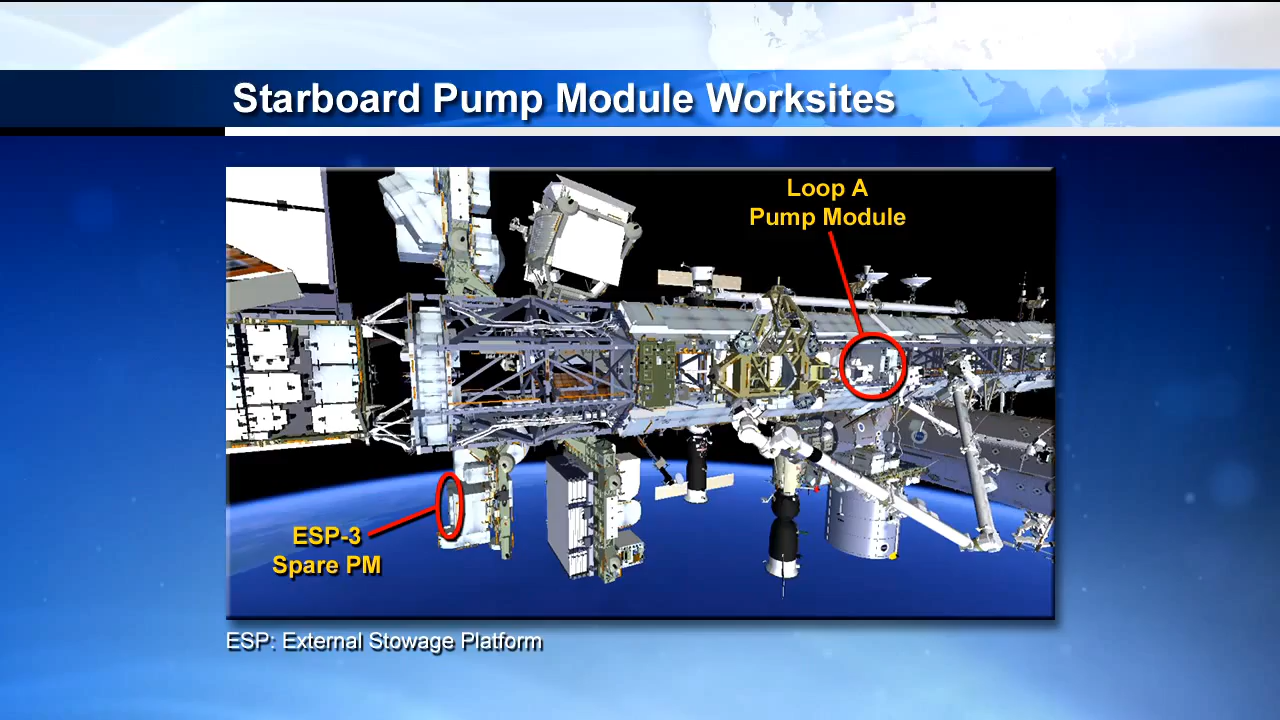 Starboard Pump Module Worksites
Loop A
Pump Module
ESP-3
Spare PM
ESP: External Stowage Platform